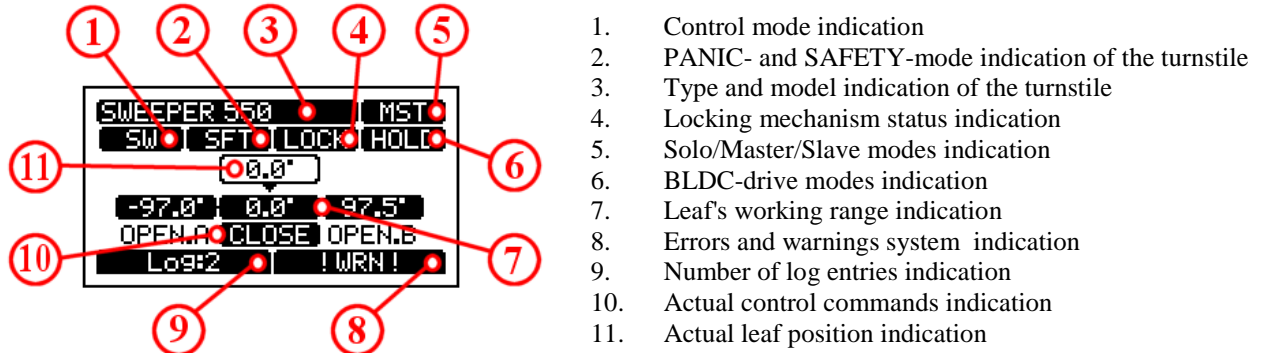 1 2 3 4 5
SWEEPER 550 MST
SW SFT LOCK HOLD
11 0.0°
-97.0° 0.0° 97.5°
10 OPEN.A CLOSE OPEN.B 7 6
Log:2 !WRN!
9 8
1. Control mode indication
2. PANIC- and SAFETY-mode indication of the turnstile
3. Type and model indication of the turnstile
4. Locking mechanism status indication
5. Solo/Master/Slave modes indication
6. BLDC-drive modes indication
7. Leaf's working range indication
8. Errors and warnings system indication
9. Number of log entries indication
10. Actual control commands indication
11. Actual leaf position indication